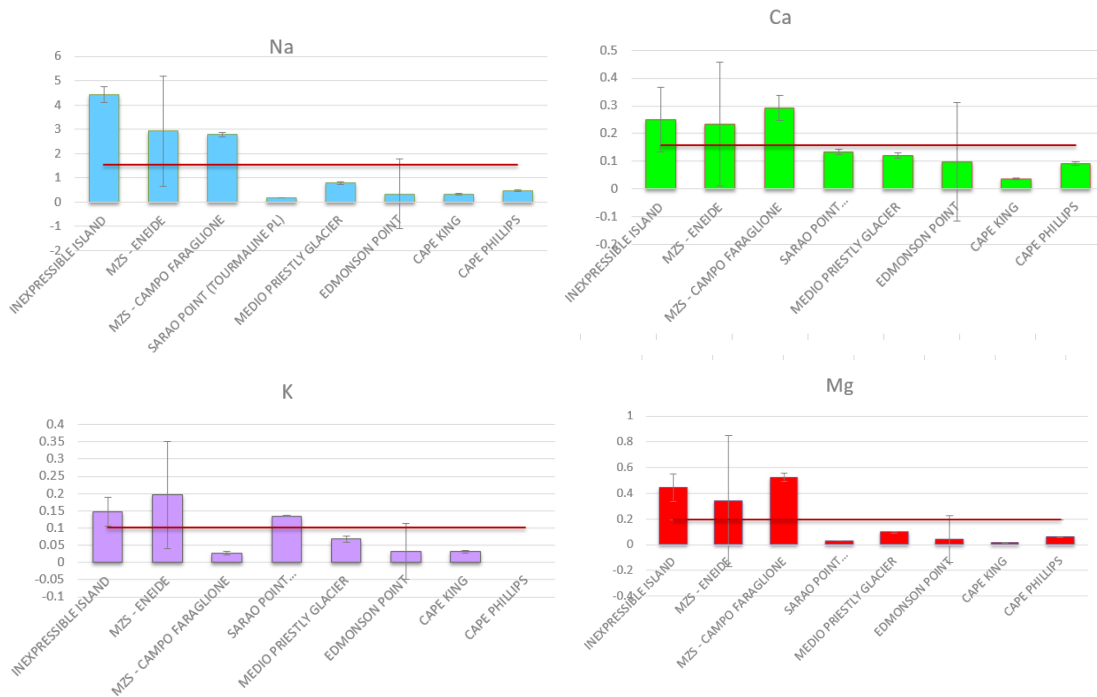 Na
6
5
4
3
2
1
0
-1
-2
INEXPRESSIBLE ISLAND
MZS - ENEIDE
MZS - CAMPO FARAGLIONE
SARAO POINT (TOURMALINE PL)
MEDIO PRIESTLY GLACIER
EDMONSON POINT
CAPE KING
CAPE PHILLIPS
Ca
0.5
0.4
0.3
0.2
0.1
0
-0.1
-0.2
INEXPRESSIBLE ISLAND
MZS - ENEIDE
MZS - CAMPO FARAGLIONE
SARAO POINT...
MEDIO PRIESTLY GLACIER
EDMONSON POINT
CAPE KING
CAPE PHILLIPS
K
0.4
0.35
0.3
0.25
0.2
0.15
0.1
0.05
0
-0.05
-0.1
INEXPRESSIBLE ISLAND
MZS - ENEIDE
MZS - CAMPO FARAGLIONE
SARAO POINT...
MEDIO PRIESTLY GLACIER
EDMONSON POINT
CAPE KING
CAPE PHILLIPS
Mg
1
0.8
0.6
0.4
0.2
0
-0.2
INEXPRESSIBLE ISLAND
MZS - ENEIDE
MZS - CAMPO FARAGLIONE
SARAO POINT...
MEDIO PRIESTLY GLACIER
EDMONSON POINT
CAPE KING
CAPE PHILLIPS